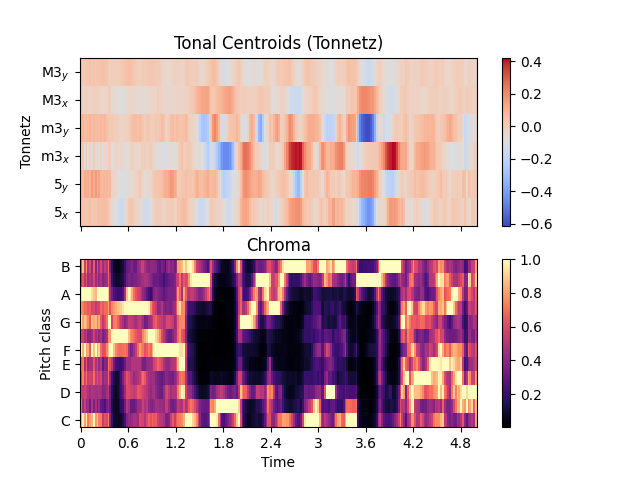 Tonal Centroids (Tonnetz)
Tonnetz
M3y
M3x
m3y
m3x
5y
5x
0.4
0.2
0.0
−0.2
−0.4
−0.6
Chroma
Pitch class
B
A
G
F
E
D
C
1.0
0.8
0.6
0.4
0.2
0 0.6 1.2 1.8 2.4 3 3.6 4.2 4.8
Time